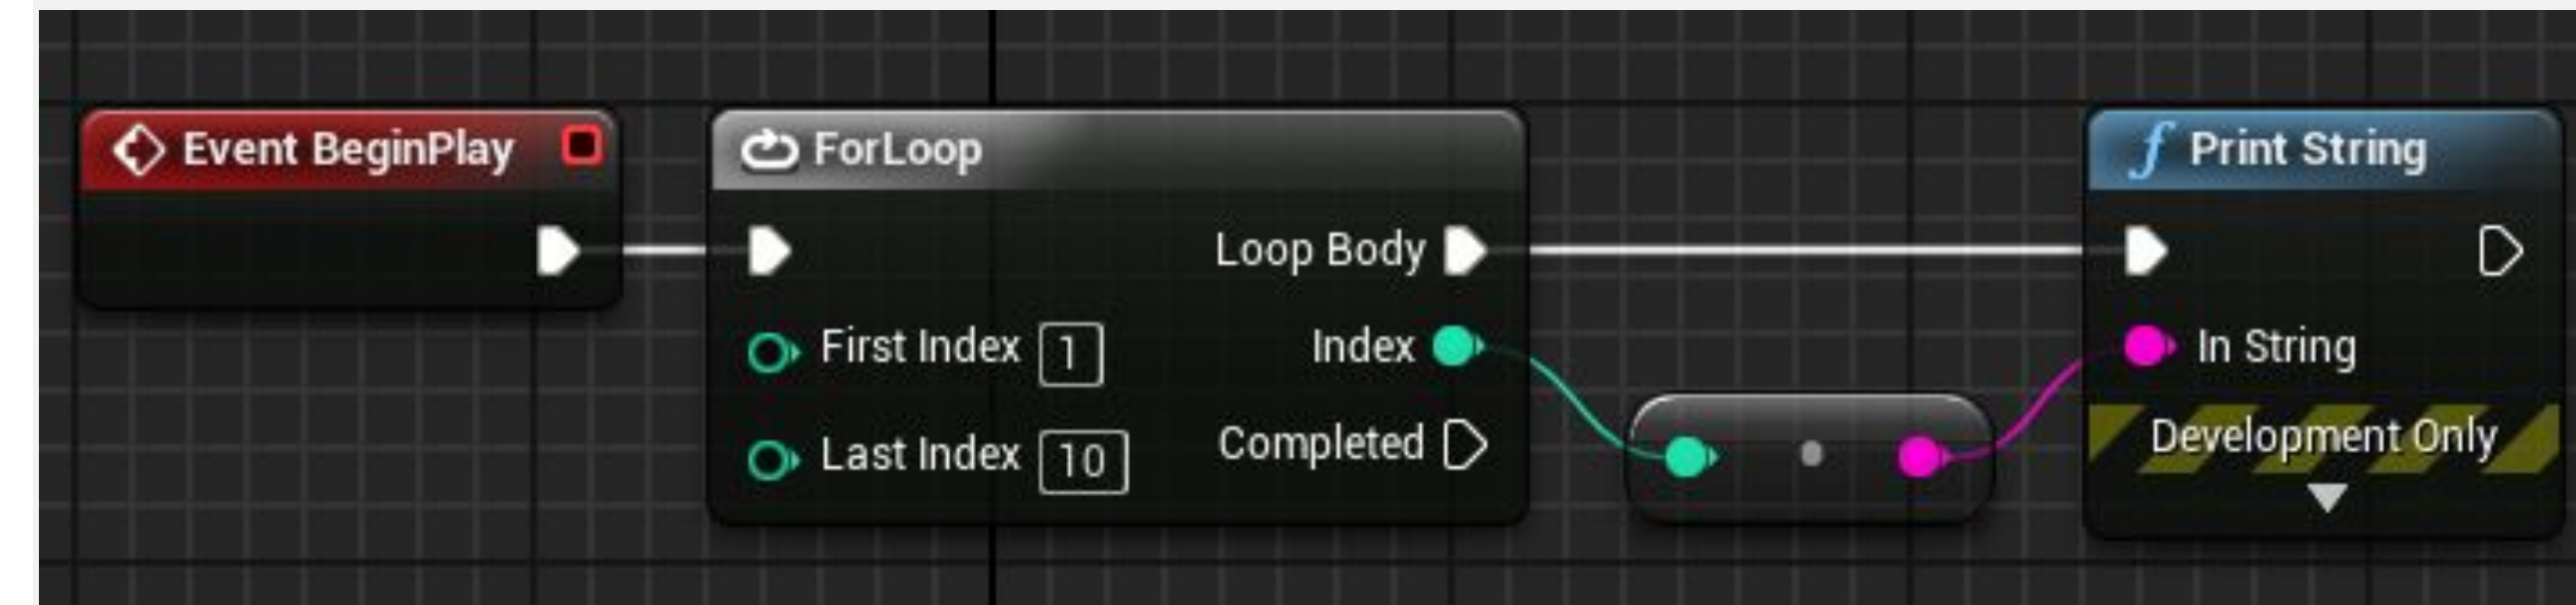 Event BeginPlay
ForLoop
Loop Body
First Index 1
Index
Last Index 10
Completed
f Print String
In String
Development Only